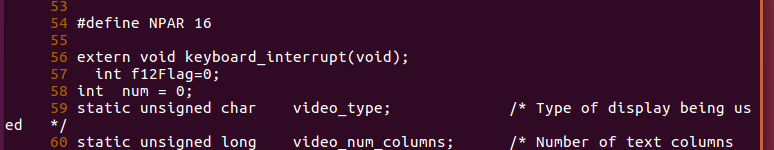 53
54 #define NPAR 16
55
56 extern void keyboard_interrupt(void);
57   int f12Flag=0;
58 int  num = 0;
59 static unsigned char    video_type;             /* Type of display being us
ed   */
60 static unsigned long    video_num_columns;      /* Number of text columns